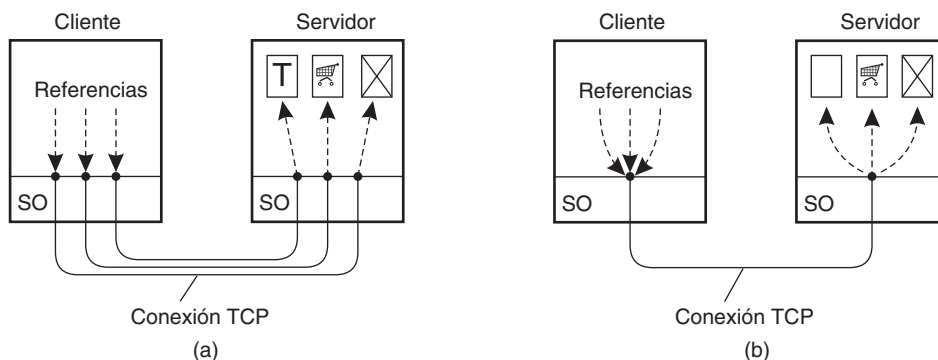 Cliente
Servidor
T
Referencias
SO
SO
Conexión TCP
(a)
Cliente
Servidor
Referencias
SO
SO
Conexión TCP
(b)